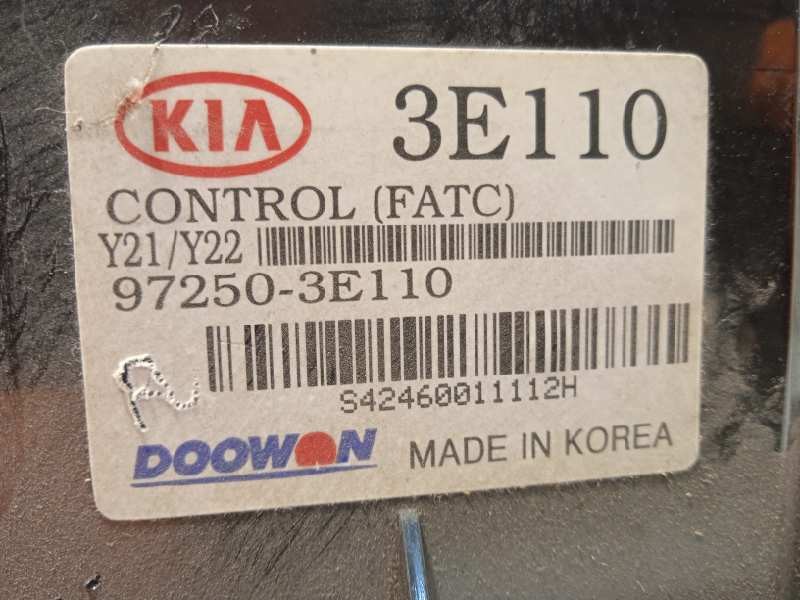 KIA 3E110
CONTROL (FATC)
Y21/Y22
97250-3E110
S42460011112H
DOOWON MADE IN KOREA